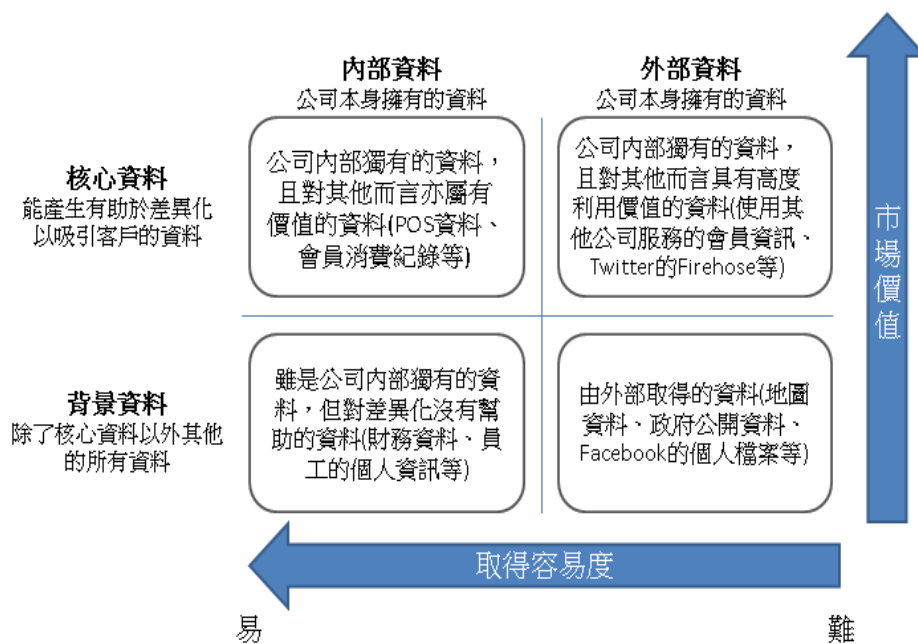 內部資料
公司本身擁有的資料
外部資料
公司本身擁有的資料
核心資料
能產生有助於差異化
以吸引客戶的資料
公司內部獨有的資料，
且對其他而言亦屬有
價值的資料(POS資料、
會員消費紀錄等)
公司內部獨有的資料，
且對其他而言具有高度
利用價值的資料(使用其
他公司服務的會員資訊、
Twitter的Firehose等)
市場價值
背景資料
除了核心資料以外其他
的所有資料
雖是公司內部獨有的資
料，但對差異化沒有幫
助的資料(財務資料、員
工的個人資訊等)
由外部取得的資料(地圖
資料、政府公開資料、
Facebook的個人檔案等)
取得容易度
易
難